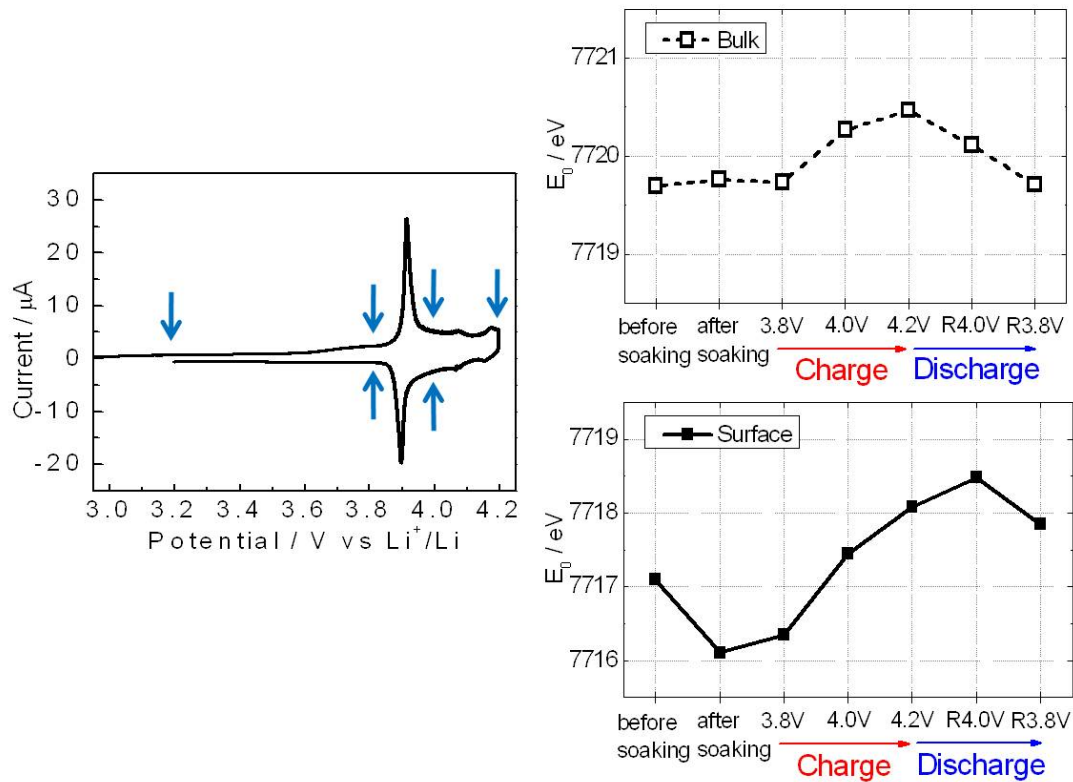 30
20
10
0
-10
-20
Current / μA
3.0 3.2 3.4 3.6 3.8 4.0 4.2
Potential / V vs Li⁺/Li
Bulk
7721
7720
7719
E₀ / eV
before soaking
after soaking
3.8V 4.0V 4.2V R4.0V R3.8V
Charge Discharge
Surface
7719
7718
7717
7716
E₀ / eV
before soaking
after soaking
3.8V 4.0V 4.2V R4.0V R3.8V
Charge Discharge